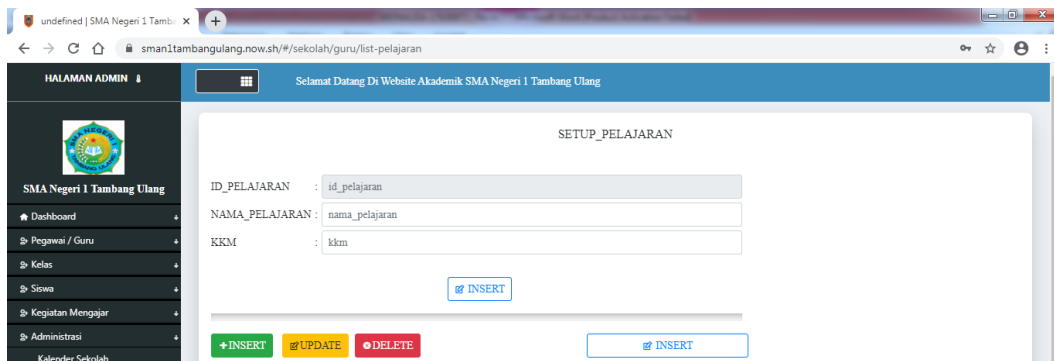 undefined | SMA Negeri 1 Tamba
sman1tambangulang.now.sh/#/sekolah/guru/list-pelajaran
HALAMAN ADMIN
Selamat Datang Di Website Akademik SMA Negeri 1 Tambang Ulang
SETUP_PELAJARAN
SMA Negeri 1 Tambang Ulang
ID_PELAJARAN : id_pelajaran
NAMA_PELAJARAN : nama_pelajaran
KKM : kkm
Dashboard
Pegawai / Guru
Kelas
Siswa
Kegiatan Mengajar
Administrasi
Kalender Sekolah
INSERT
INSERT UPDATE DELETE INSERT